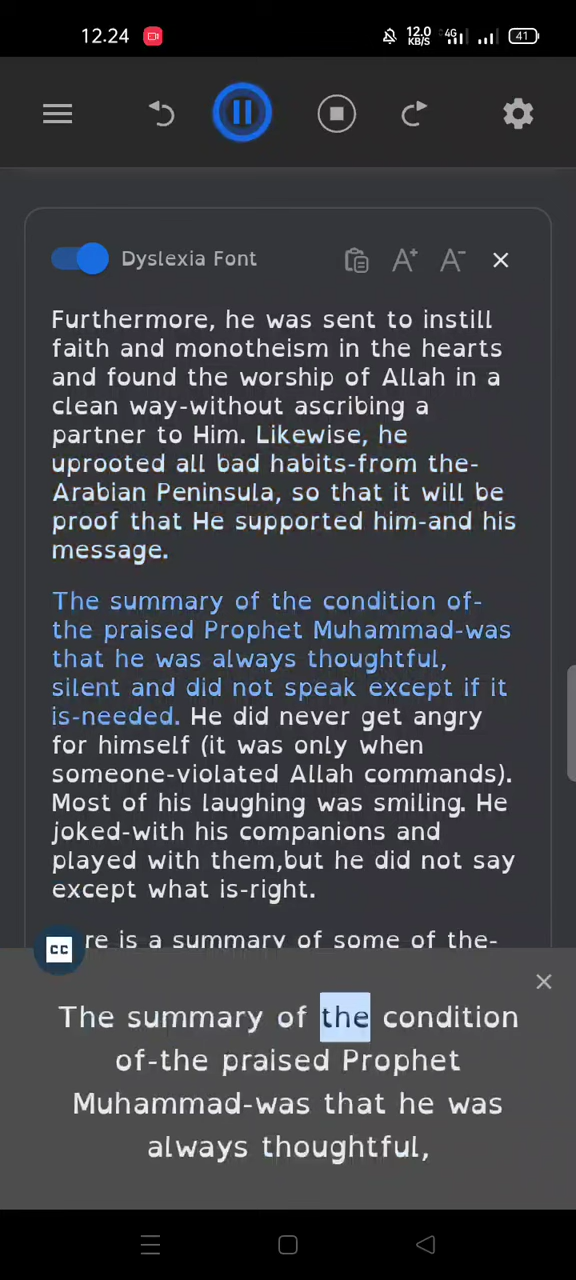 12.24
12.0
KB/S
4G
41
Dyslexia Font
A+
A-
Furthermore, he was sent to instill
faith and monotheism in the hearts
and found the worship of Allah in a
clean way-without ascribing a
partner to Him. Likewise, he
uprooted all bad habits-from the-
Arabian Peninsula, so that it will be
proof that He supported him-and his
message.
The summary of the condition of-
the praised Prophet Muhammad-was
that he was always thoughtful,
silent and did not speak except if it
is-needed. He did never get angry
for himself (it was only when
someone-violated Allah commands).
Most of his laughing was smiling. He
joked-with his companions and
played with them,but he did not say
except what is-right.
re is a summary of some of the-
CC
The summary of the condition
of-the praised Prophet
Muhammad-was that he was
always thoughtful,